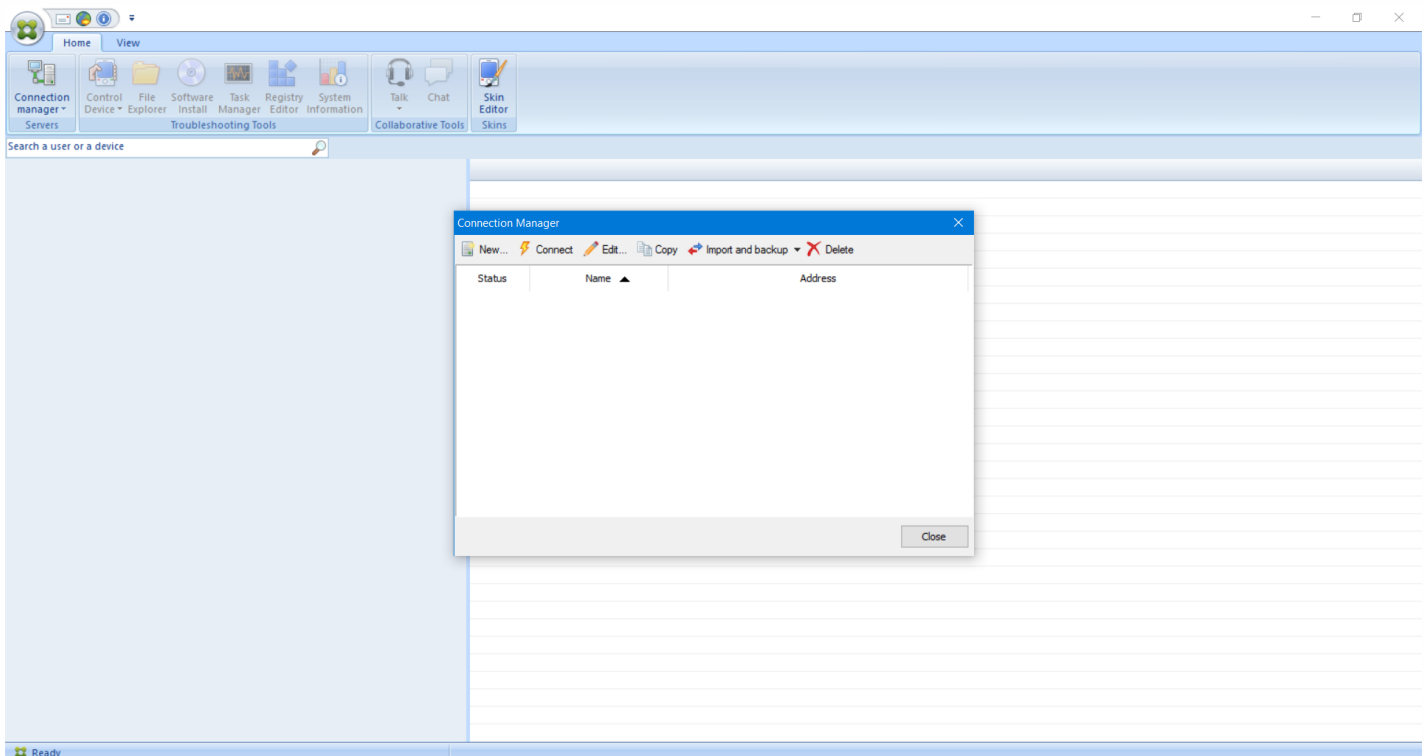 Home View
Connection manager
Control Device
File Explorer
Software Install
Task Manager
Registry Editor
System Information
Talk
Chat
Skin Editor
Servers Troubleshooting Tools Collaborative Tools Skins
Search a user or a device
Connection Manager
New... Connect Edit... Copy Import and backup Delete
Status Name Address
Close
Ready